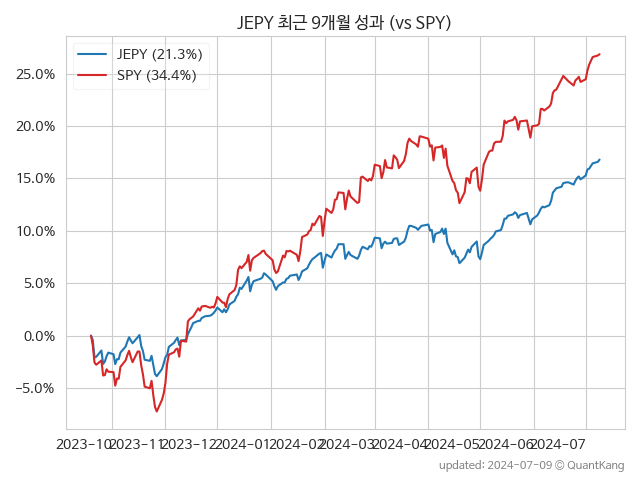 JEPY 최근 9개월 성과 (vs SPY)
JEPY (21.3%)
SPY (34.4%)
25.0%
20.0%
15.0%
10.0%
5.0%
0.0%
−5.0%
2023-10 2023-11 2023-12 2024-01 2024-02 2024-03 2024-04 2024-05 2024-06 2024-07
updated: 2024-07-09 © QuantKang